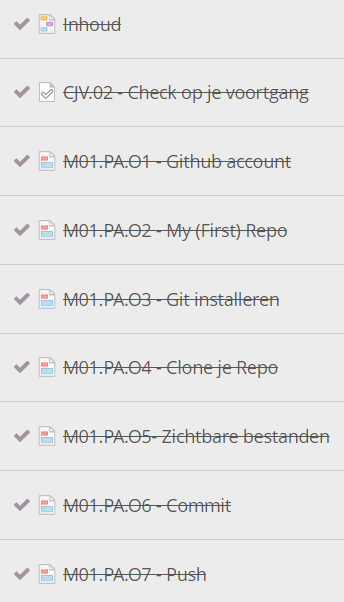 Inhoud
CJV.02 - Check op je voortgang
M01.PA.O1 - Github account
M01.PA.O2 - My (First) Repo
M01.PA.O3 - Git installeren
M01.PA.O4 - Clone je Repo
M01.PA.O5- Zichtbare bestanden
M01.PA.O6 - Commit
M01.PA.O7 - Push